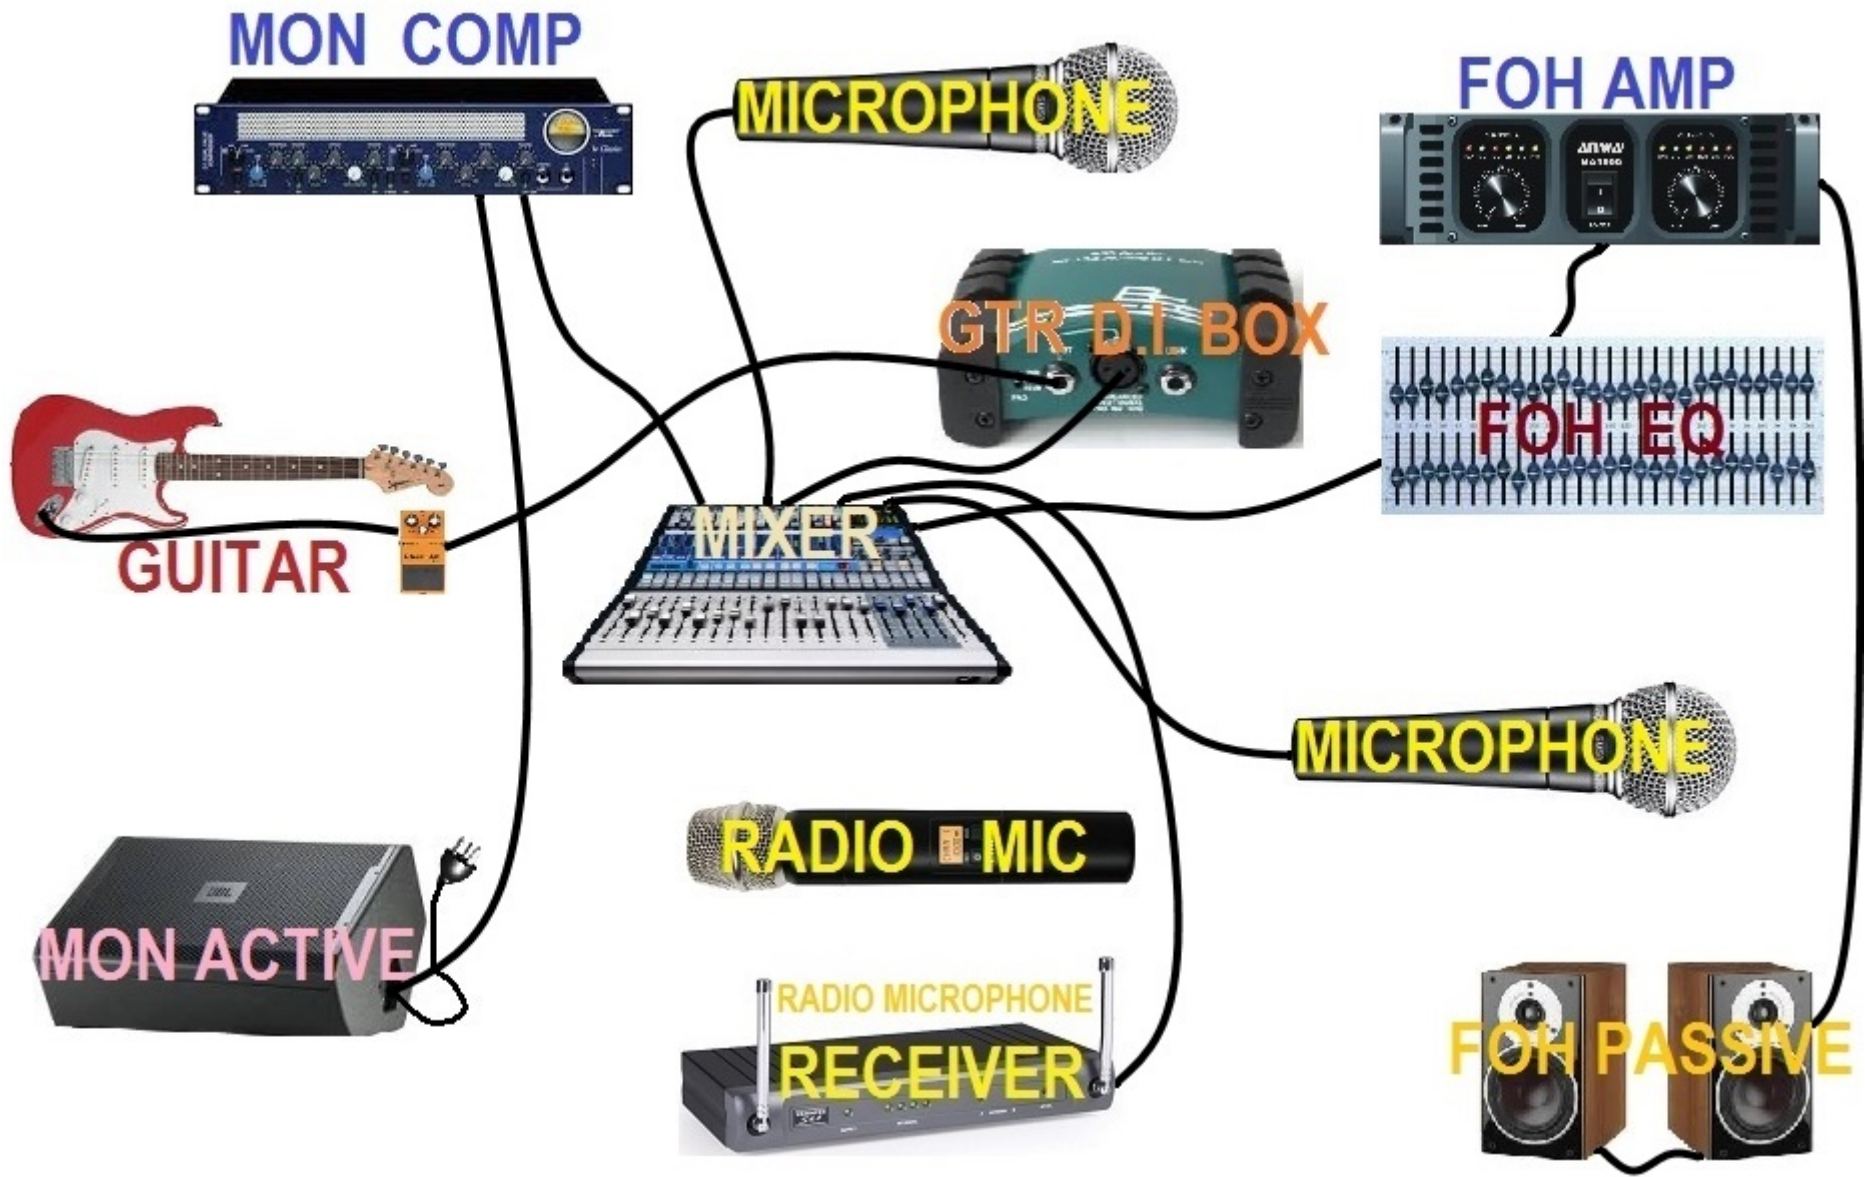 MON COMP
MICROPHONE
FOH AMP
GTR D.I. BOX
FOH EQ
GUITAR
MIXER
MICROPHONE
RADIO MIC
MON ACTIVE
JBL
RADIO MICROPHONE
RECEIVER
FOH PASSIVE